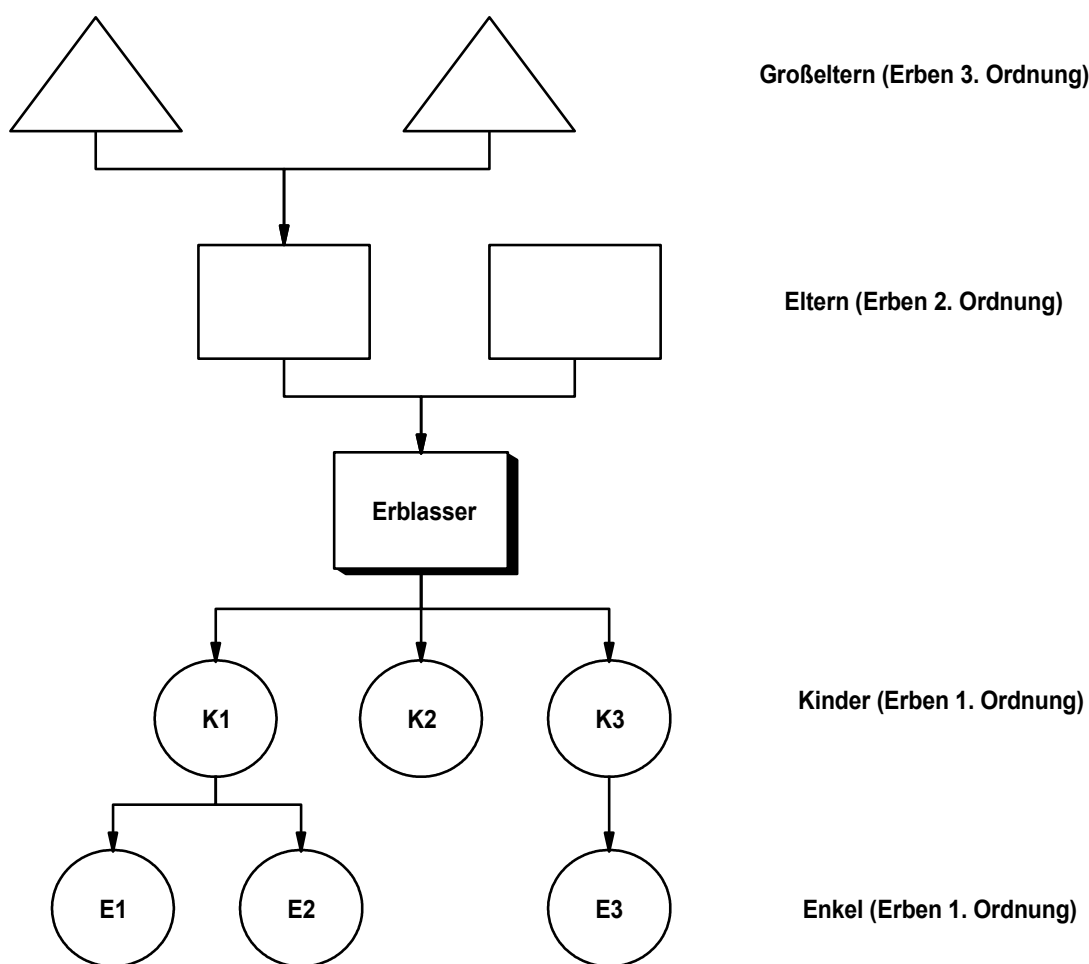 Großeltern (Erben 3. Ordnung)
Eltern (Erben 2. Ordnung)
Erblasser
K1 K2 K3 Kinder (Erben 1. Ordnung)
E1 E2 E3 Enkel (Erben 1. Ordnung)